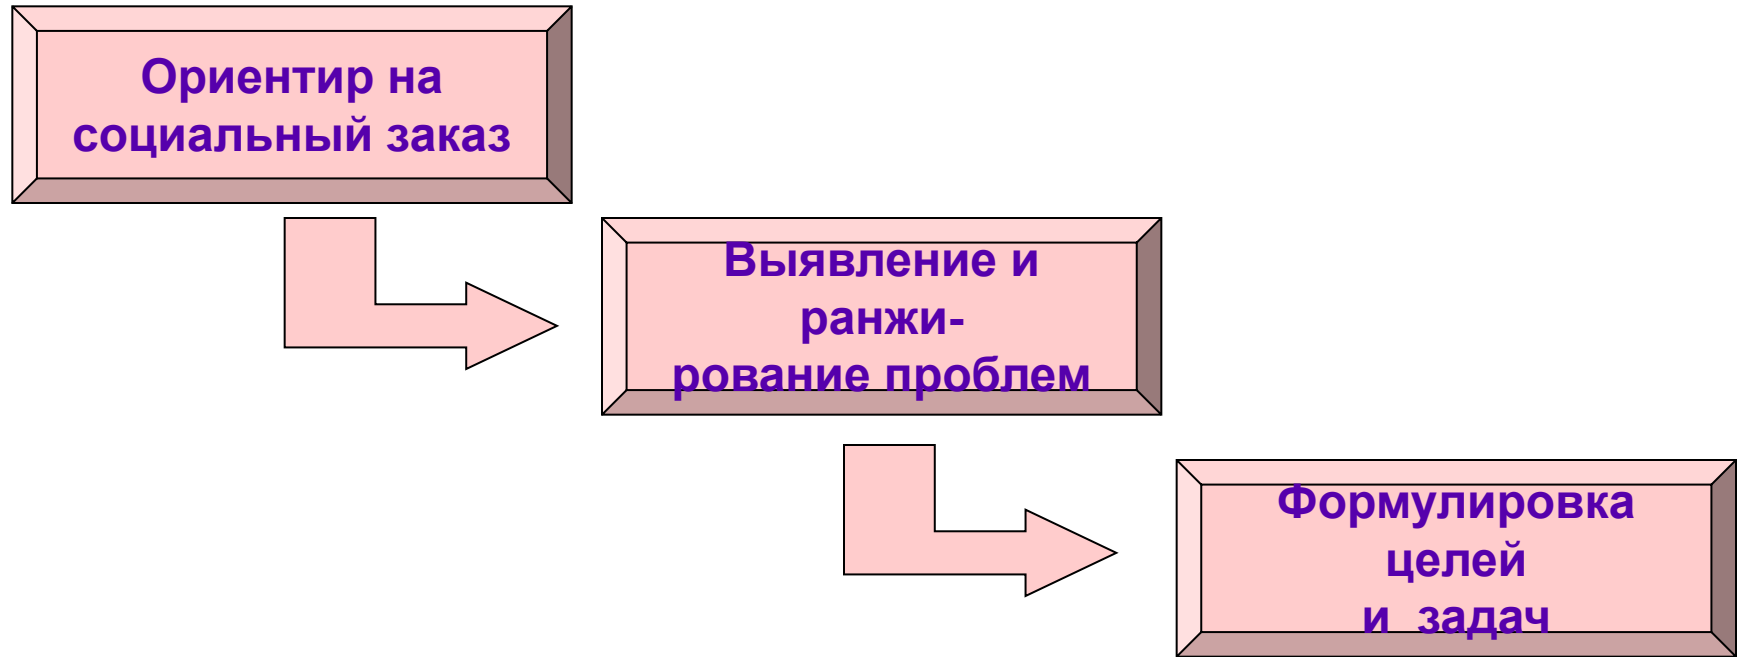 Ориентир на
социальный заказ
Выявление и
ранжи-
рование проблем
Формулировка
целей
и  задач